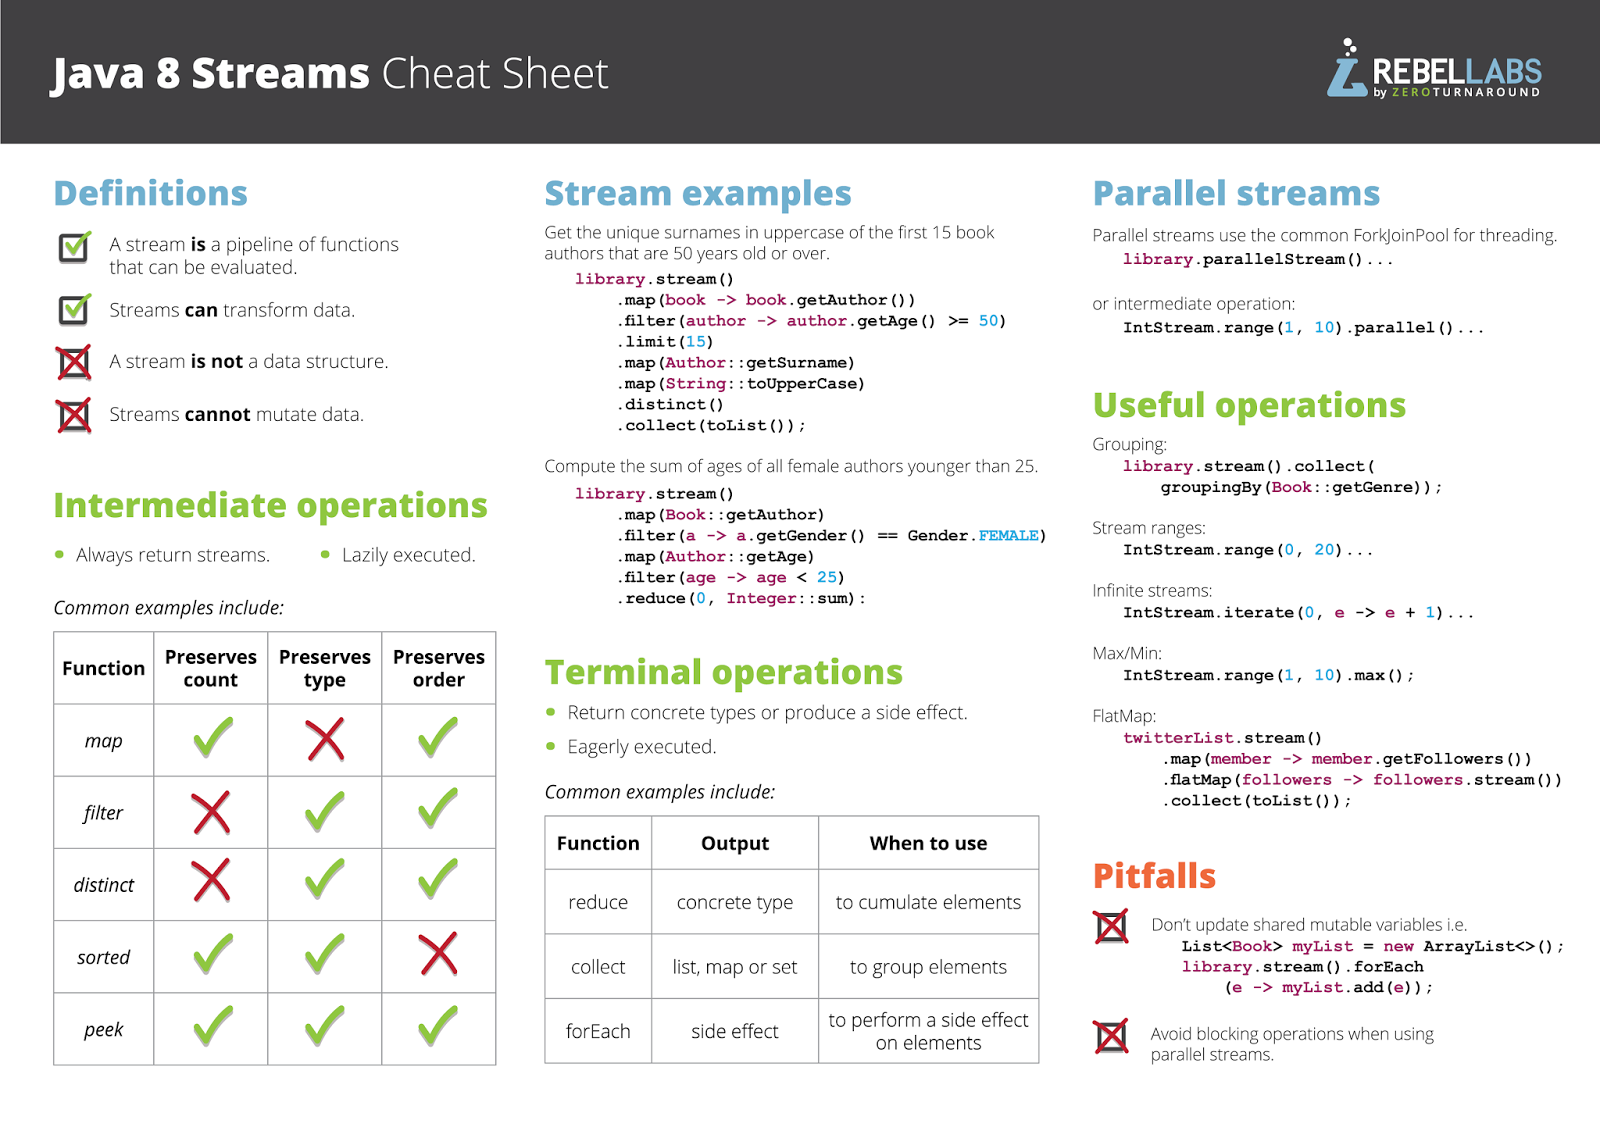 Java 8 Streams Cheat Sheet
REBELLABS
by ZEROTURNAROUND
Definitions
A stream is a pipeline of functions
that can be evaluated.
Streams can transform data.
A stream is not a data structure.
Streams cannot mutate data.
Intermediate operations
• Always return streams.
• Lazily executed.
Common examples include:
Function Preserves count Preserves type Preserves order
map
filter
distinct
sorted
peek
Stream examples
Get the unique surnames in uppercase of the first 15 book
authors that are 50 years old or over.
library.stream()
.map(book -> book.getAuthor())
.filter(author -> author.getAge() >= 50)
.limit(15)
.map(Author::getSurname)
.map(String::toUpperCase)
.distinct()
.collect(toList());
Compute the sum of ages of all female authors younger than 25.
library.stream()
.map(Book::getAuthor)
.filter(a -> a.getGender() == Gender.FEMALE)
.map(Author::getAge)
.filter(age -> age < 25)
.reduce(0, Integer::sum):
Terminal operations
• Return concrete types or produce a side effect.
• Eagerly executed.
Common examples include:
Function Output When to use
reduce concrete type to cumulate elements
collect list, map or set to group elements
forEach side effect to perform a side effect
on elements
Parallel streams
Parallel streams use the common ForkJoinPool for threading.
library.parallelStream()...
or intermediate operation:
IntStream.range(1, 10).parallel()...
Useful operations
Grouping:
library.stream().collect(
groupingBy(Book::getGenre));
Stream ranges:
IntStream.range(0, 20)...
Infinite streams:
IntStream.iterate(0, e -> e + 1)...
Max/Min:
IntStream.range(1, 10).max();
FlatMap:
twitterList.stream()
.map(member -> member.getFollowers())
.flatMap(followers -> followers.stream())
.collect(toList());
Pitfalls
Don't update shared mutable variables i.e.
List<Book> myList = new ArrayList<>();
library.stream().forEach
(e -> myList.add(e));
Avoid blocking operations when using
parallel streams.